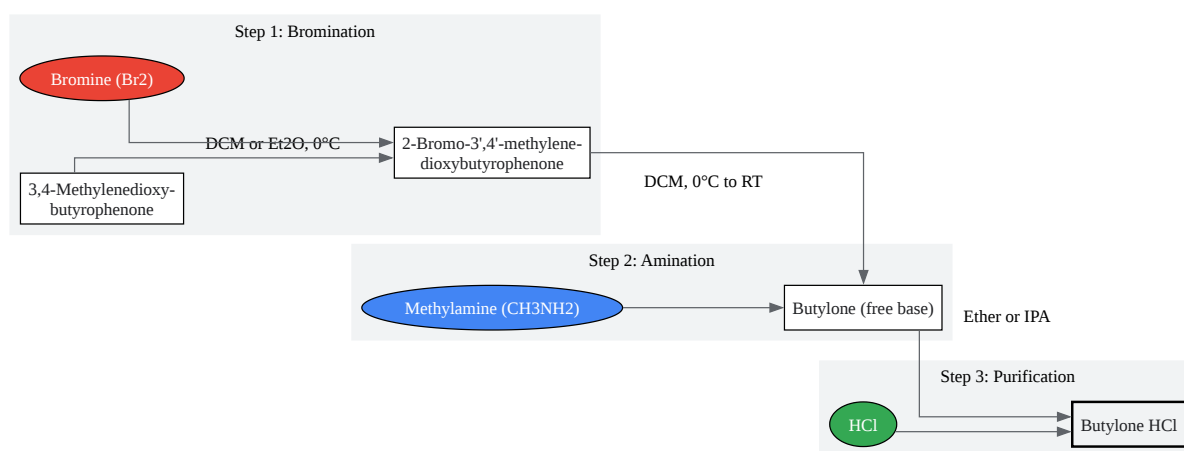 Step 1: Bromination
Bromine (Br2)
DCM or Et2O, 0°C
2-Bromo-3',4'-methylene-
dioxybutyrophenone
3,4-Methylenedioxy-
butyrophenone
DCM, 0°C to RT
Step 2: Amination
Methylamine (CH3NH2)
Butylone (free base)
Ether or IPA
Step 3: Purification
HCl
Butylone HCl